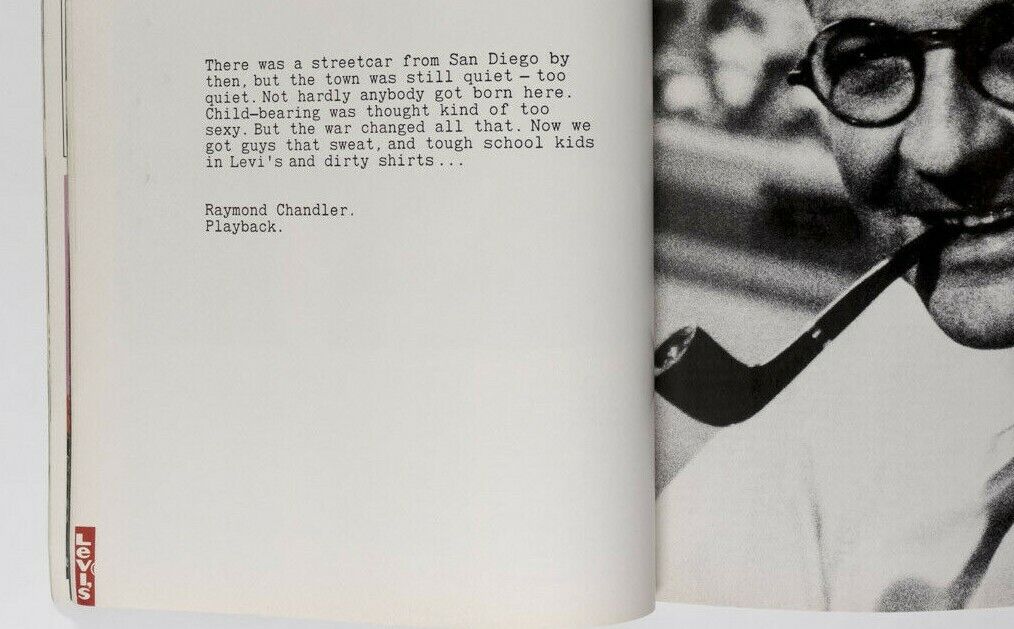 There was a streetcar from San Diego by
then, but the town was still quiet – too
quiet. Not hardly anybody got born here.
Child-bearing was thought kind of too
sexy. But the war changed all that. Now we
got guys that sweat, and tough school kids
in Levi's and dirty shirts...
Raymond Chandler.
Playback.
Levi's